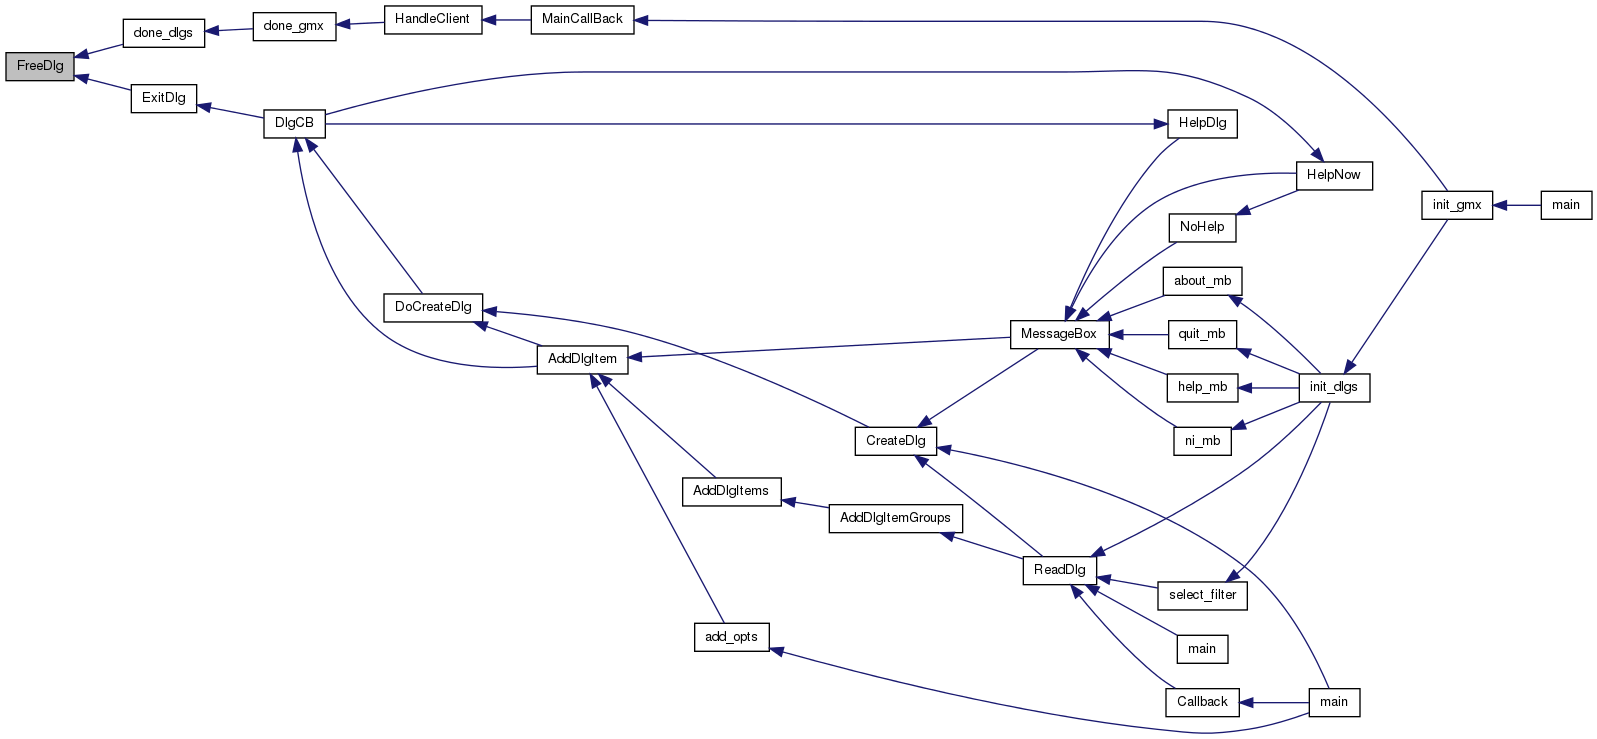 FreeDlg
done_dlgs
done_gmx
HandleClient
MainCallBack
ExitDlg
DlgCB
HelpDlg
HelpNow
NoHelp
init_gmx
main
about_mb
DoCreateDlg
MessageBox
quit_mb
AddDlgItem
help_mb
init_dlgs
CreateDlg
ni_mb
AddDlgItems
AddDlgItemGroups
ReadDlg
select_filter
add_opts
main
Callback
main